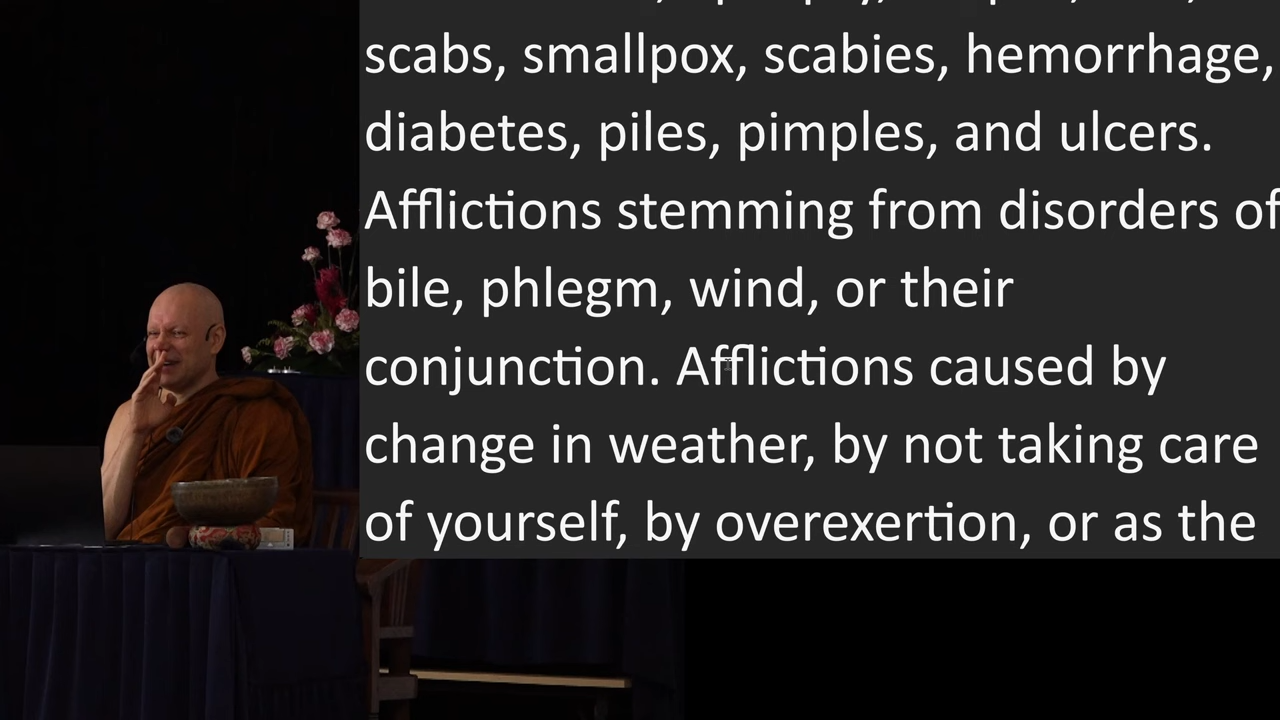 scabs, smallpox, scabies, hemorrhage,
diabetes, piles, pimples, and ulcers.
Afflictions stemming from disorders of
bile, phlegm, wind, or their
conjunction. Afflictions caused by
change in weather, by not taking care
of yourself, by overexertion, or as the